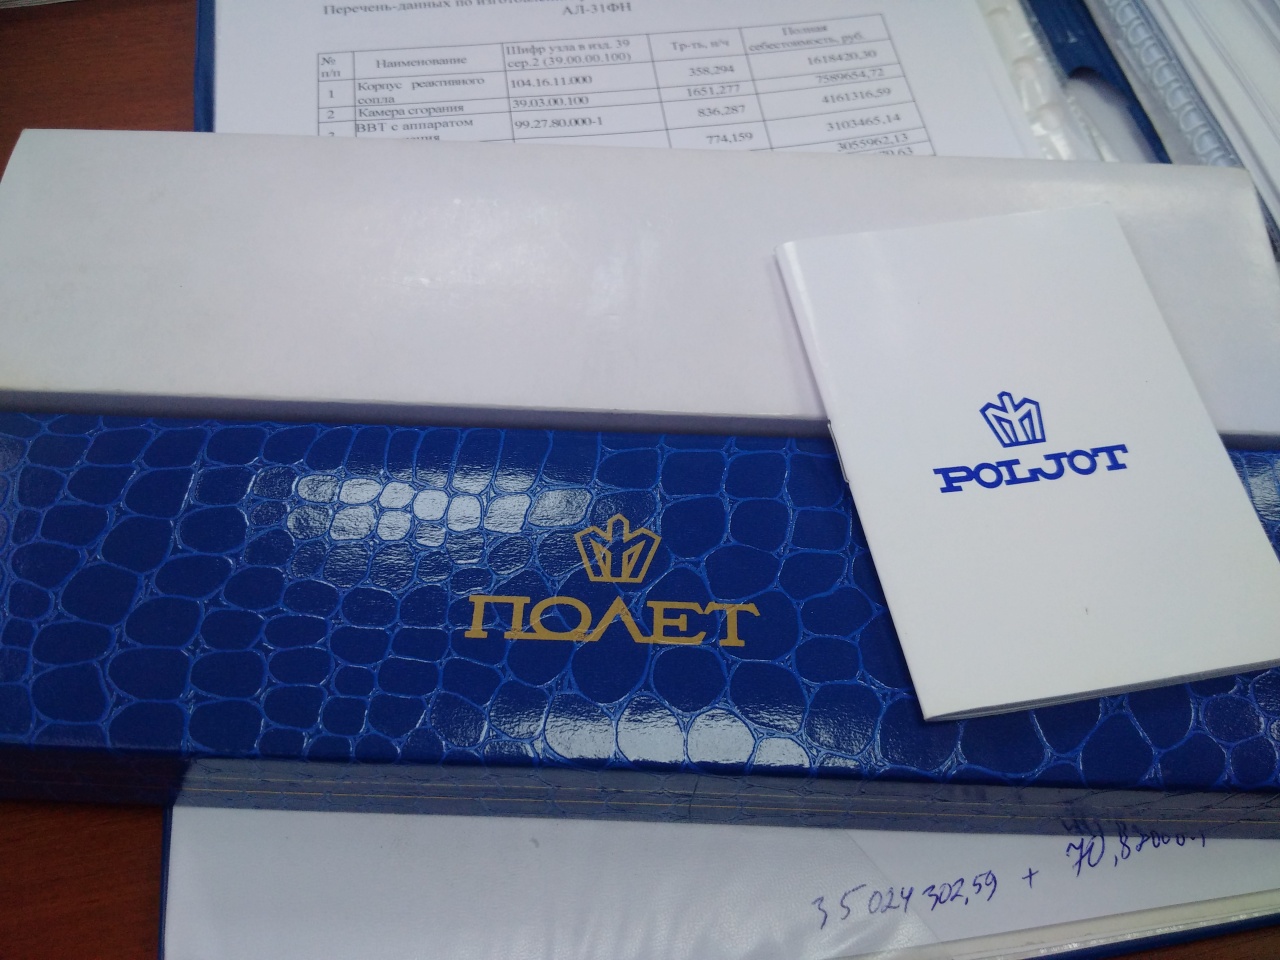 Перечень-данных по изготовлению
АЛ-31ФН
№ п/п Наименование Шифр узла в изд. 39 сер.2 (39.00.00.100) Тр-ть, н/ч Полная себестоимость, руб.
1 Корпус реактивного сопла 104.16.11.000 358,294 1618420,30
2 Камера сгорания 39.03.00.100 1651,277 7589654,72
ВВТ с аппаратом 99.27.80.000-1 836,287 4161316,59
774,159 3103465,14
3055962,13
POLJOT
ПОЛЕТ
35 024 302,59 +